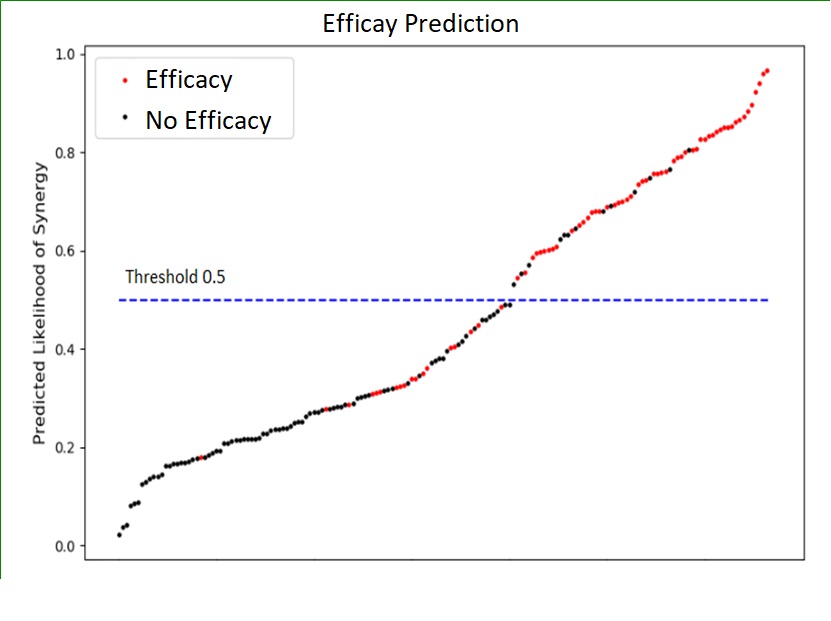 Efficay Prediction
1.0
Efficacy
No Efficacy
0.8
0.6
Threshold 0.5
0.4
0.2
0.0
Predicted Likelihood of Synergy